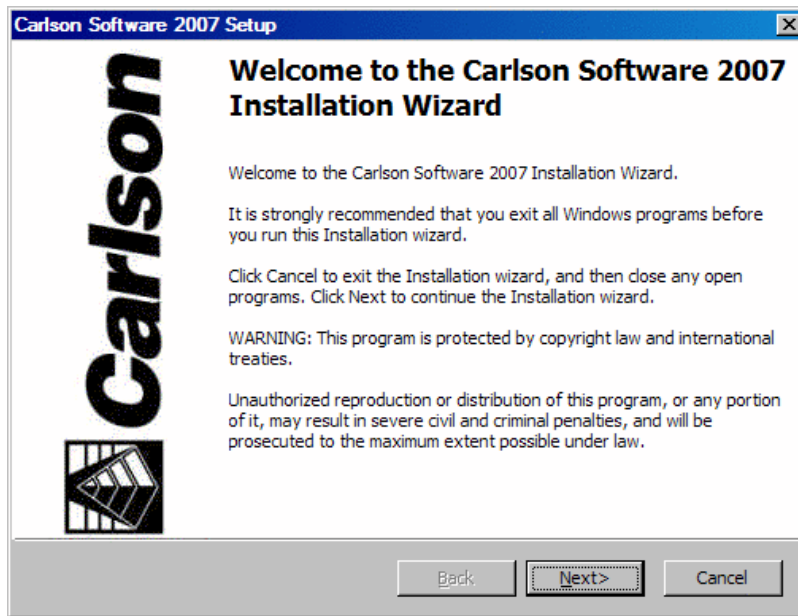 Carlson Software 2007 Setup
Carlson
Welcome to the Carlson Software 2007
Installation Wizard
Welcome to the Carlson Software 2007 Installation Wizard.
It is strongly recommended that you exit all Windows programs before
you run this Installation wizard.
Click Cancel to exit the Installation wizard, and then close any open
programs. Click Next to continue the Installation wizard.
WARNING: This program is protected by copyright law and international
treaties.
Unauthorized reproduction or distribution of this program, or any portion
of it, may result in severe civil and criminal penalties, and will be
prosecuted to the maximum extent possible under law.
Back
Next>
Cancel